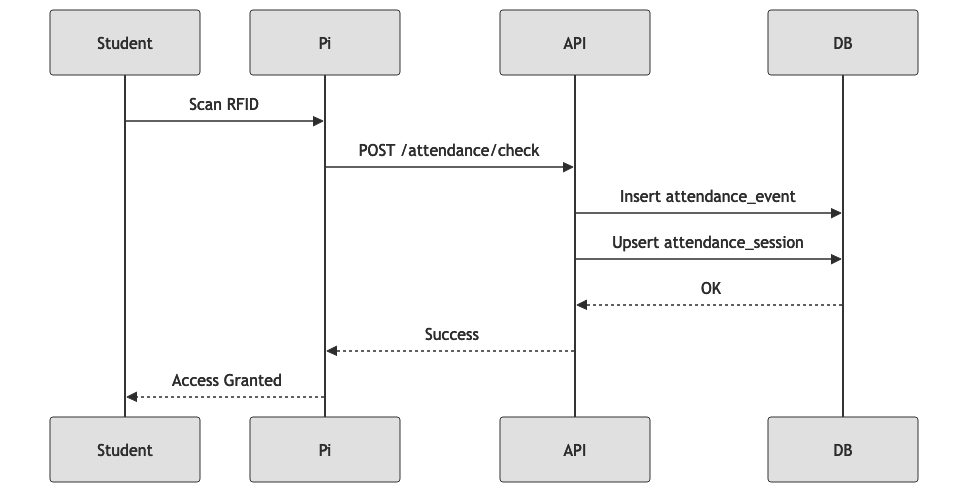 Student
Pi
API
DB
Scan RFID
POST /attendance/check
Insert attendance_event
Upsert attendance_session
OK
Success
Access Granted
Student
Pi
API
DB